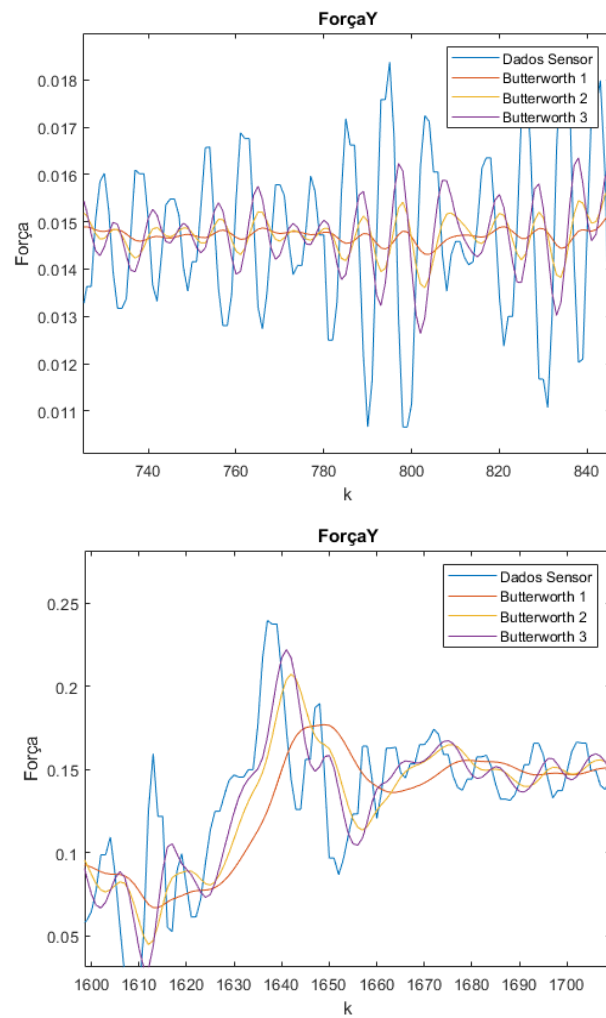 ForçaY
Dados Sensor
Butterworth 1
Butterworth 2
Butterworth 3
0.018
0.017
0.016
0.015
0.014
0.013
0.012
0.011
Força
740 760 780 800 820 840
k
ForçaY
Dados Sensor
Butterworth 1
Butterworth 2
Butterworth 3
0.25
0.2
0.15
0.1
0.05
Força
1600 1610 1620 1630 1640 1650 1660 1670 1680 1690 1700
k